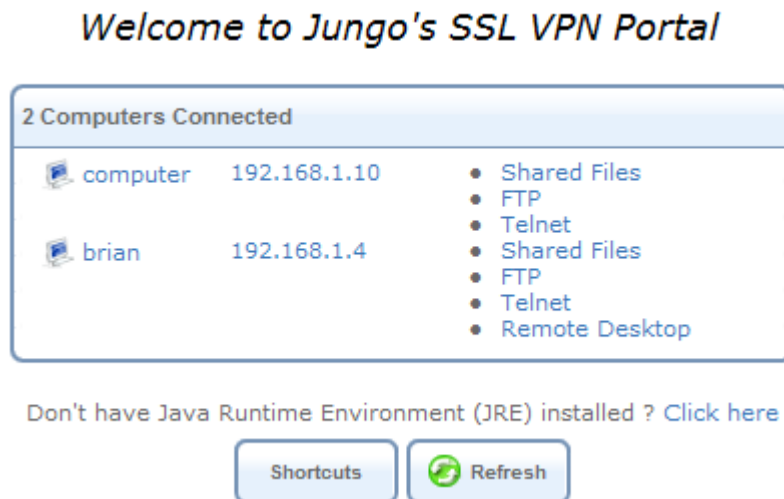 Welcome to Jungo's SSL VPN Portal
2 Computers Connected
computer 192.168.1.10 • Shared Files
• FTP
• Telnet
brian 192.168.1.4 • Shared Files
• FTP
• Telnet
• Remote Desktop
Don't have Java Runtime Environment (JRE) installed ? Click here
Shortcuts Refresh